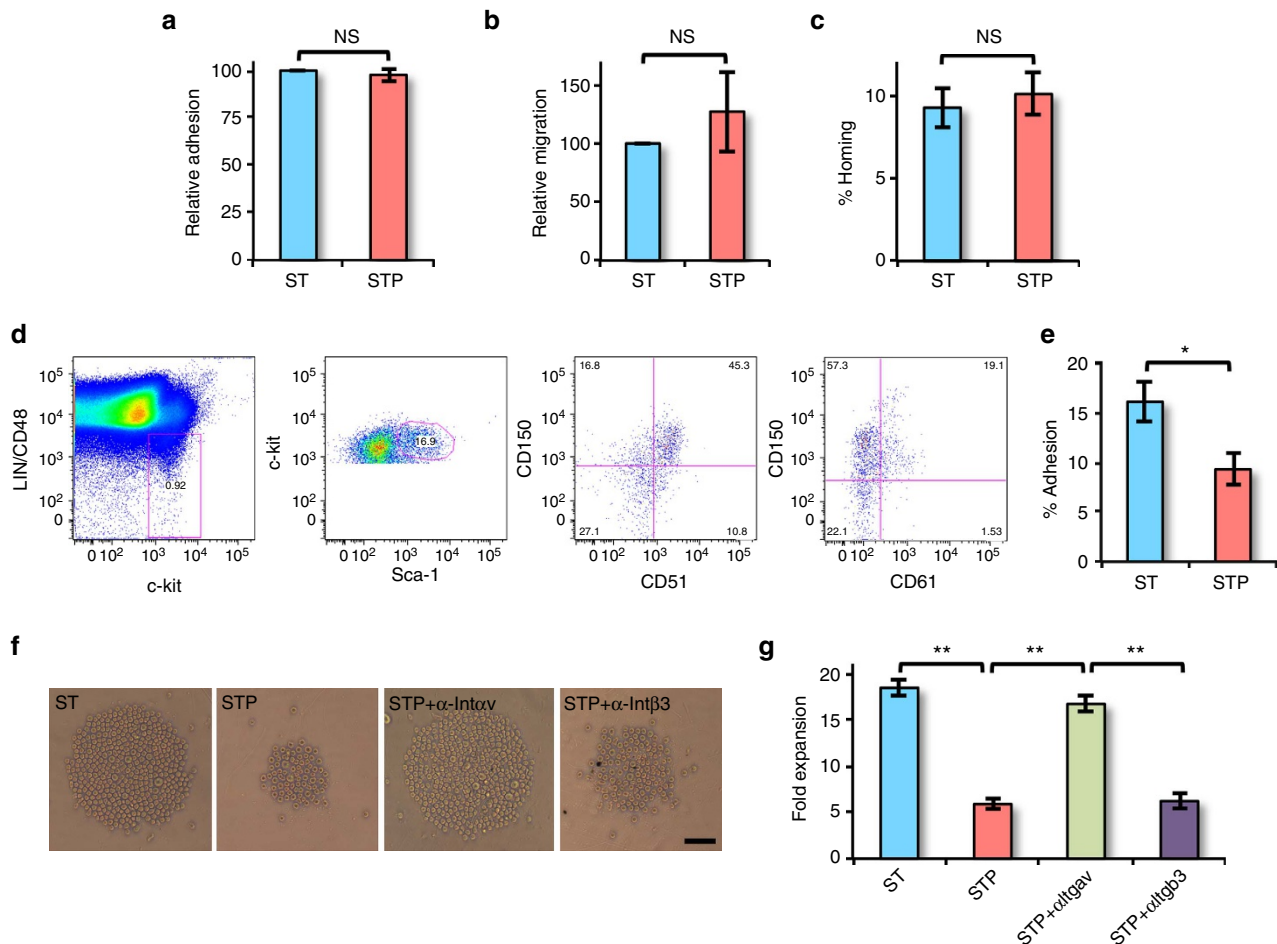 a
NS
Relative adhesion
100
75
50
25
0
ST
STP
b
NS
Relative migration
150
100
50
0
ST
STP
c
NS
% Homing
10
5
0
ST
STP
d
LIN/CD48
10⁵
10⁴
10³
10²
0
0.92
0 10² 10³ 10⁴ 10⁵
c-kit
c-kit
10⁵
10⁴
10³
10²
0
16.9
0 10² 10³ 10⁴ 10⁵
Sca-1
CD150
10⁵
10⁴
10³
10²
0
16.8
45.3
27.1
10.8
0 10² 10³ 10⁴ 10⁵
CD51
CD150
10⁵
10⁴
10³
10²
0
57.3
19.1
22.1
1.53
0 10² 10³ 10⁴ 10⁵
CD61
e
*
% Adhesion
20
15
10
5
0
ST
STP
f
ST
STP
STP+α-Intαv
STP+α-Intβ3
g
**
**
**
Fold expansion
20
15
10
5
0
ST
STP
STP+αItgav
STP+αItgb3